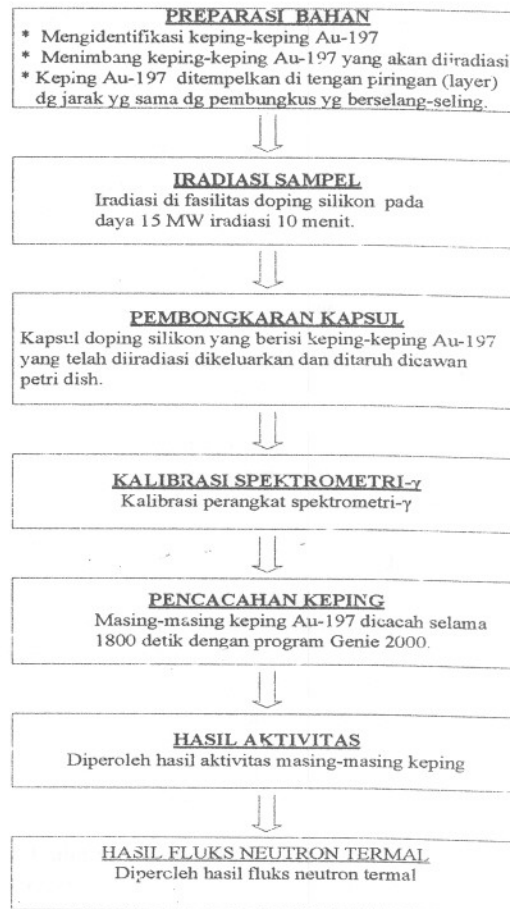 PREPARASI BAHAN
* Mengidentifikasi keping-keping Au-197
* Menimbang keping-keping Au-197 yang akan diiradiasi
* Keping Au-197 ditempelkan di tengan piringan (layer)
dg jarak yg sama dg pembungkus yg berselang-seling.
IRADIASI SAMPEL
Iradiasi di fasilitas doping silikon pada
daya 15 MW iradiasi 10 menit.
PEMBONGKARAN KAPSUL
Kapsul doping silikon yang berisi keping-keping Au-197
yang telah diiradiasi dikeluarkan dan ditaruh dicawan
petri dish.
KALIBRASI SPEKTROMETRI-γ
Kalibrasi perangkat spektrometri-γ
PENCACAHAN KEPING
Masing-masing keping Au-197 dicacah selama
1800 detik dengan program Genie 2000.
HASIL AKTIVITAS
Diperoleh hasil aktivitas masing-masing keping
HASIL FLUKS NEUTRON TERMAL
Diperoleh hasil fluks neutron termal